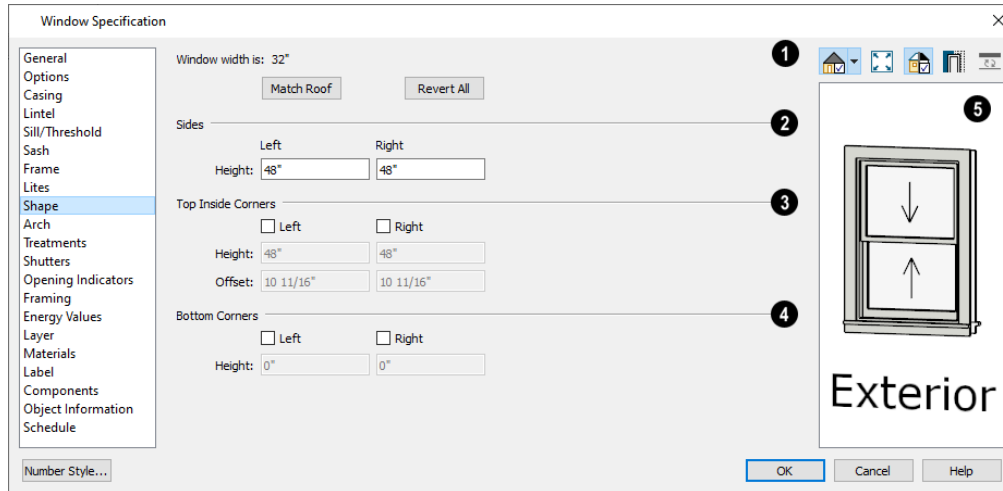 Window Specification
General
Options
Casing
Lintel
Sill/Threshold
Sash
Frame
Lites
Shape
Arch
Treatments
Shutters
Opening Indicators
Framing
Energy Values
Layer
Materials
Label
Components
Object Information
Schedule
Window width is: 32"
Match Roof Revert All
1
Sides 2
Left Right
Height: 48" 48"
Top Inside Corners 3
Left Right
Height: 48" 48"
Offset: 10 11/16" 10 11/16"
Bottom Corners 4
Left Right
Height: 0" 0"
5
Exterior
Number Style... OK Cancel Help